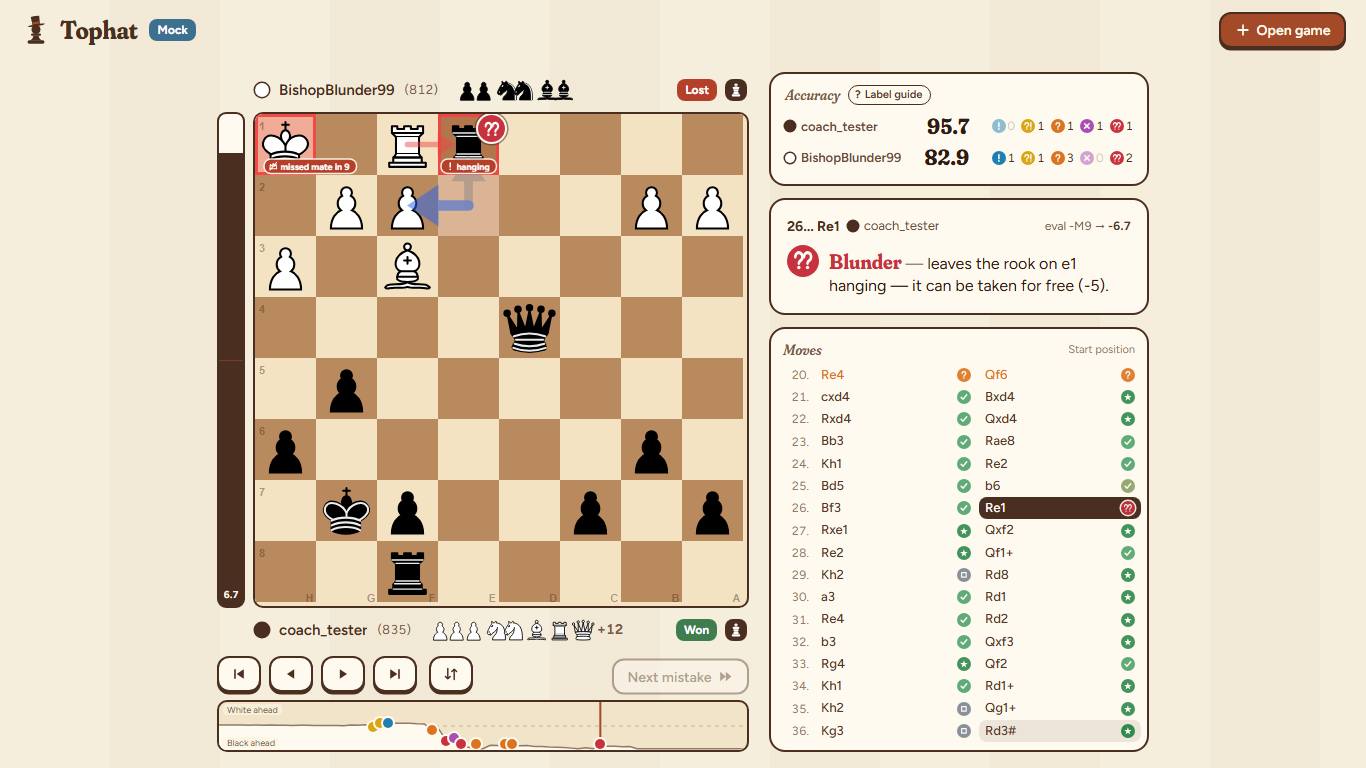 Tophat Mock
+ Open game
BishopBlunder99 (812)
Lost
1
missed mate in 9
! hanging
??
2
3
4
5
6
7
8
H G F E D C B A
6.7
coach_tester (835)
+12
Won
Next mistake
White ahead
Black ahead
Accuracy ? Label guide
coach_tester 95.7 ! 0 ?! 1 ? 1 × 1 ?? 1
BishopBlunder99 82.9 ! 1 ?! 1 ? 3 × 0 ?? 2
26... Re1 coach_tester eval -M9 → -6.7
?? Blunder — leaves the rook on e1
hanging — it can be taken for free (-5).
Moves Start position
20. Re4 ? Qf6 ?
21. cxd4 Bxd4
22. Rxd4 Qxd4
23. Bb3 Rae8
24. Kh1 Re2
25. Bd5 b6
26. Bf3 Re1 ??
27. Rxe1 Qxf2
28. Re2 Qf1+
29. Kh2 Rd8
30. a3 Rd1
31. Re4 Rd2
32. b3 Qxf3
33. Rg4 Qf2
34. Kh1 Rd1+
35. Kh2 Qg1+
36. Kg3 Rd3#